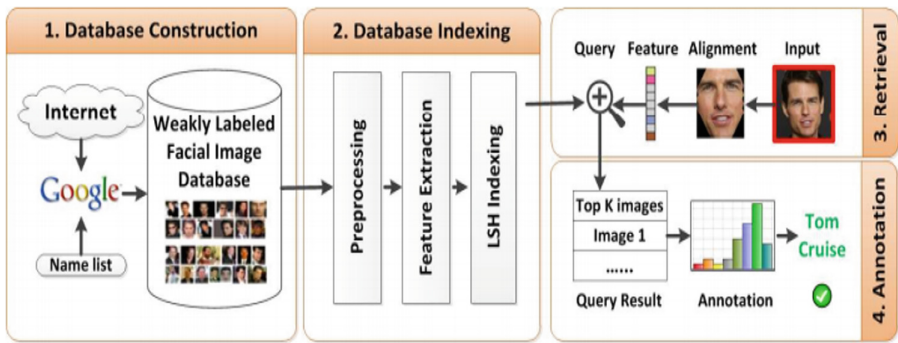 1. Database Construction
Internet
Google
Name list
Weakly Labeled
Facial Image
Database
2. Database Indexing
Preprocessing
Feature Extraction
LSH Indexing
Query
Feature
Alignment
Input
3. Retrieval
Top K images
Image 1
......
Query Result
Annotation
Tom
Cruise
4. Annotation